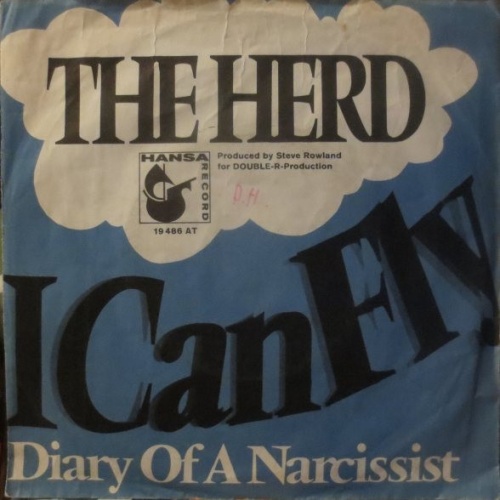 THE HERD
HANSA
RECORD
19 486 AT
Produced by Steve Rowland
for DOUBLE-R-Production
D.H.
I Can Fly
Diary Of A Narcissist